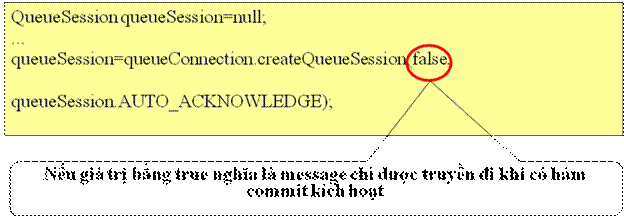 QueueSession queueSession=null;
...
queueSession=queueConnection.createQueueSession(false,
queueSession.AUTO_ACKNOWLEDGE);
Nếu giá trị bằng true nghĩa là message chỉ được truyền đi khi có hàm
commit kích hoạt